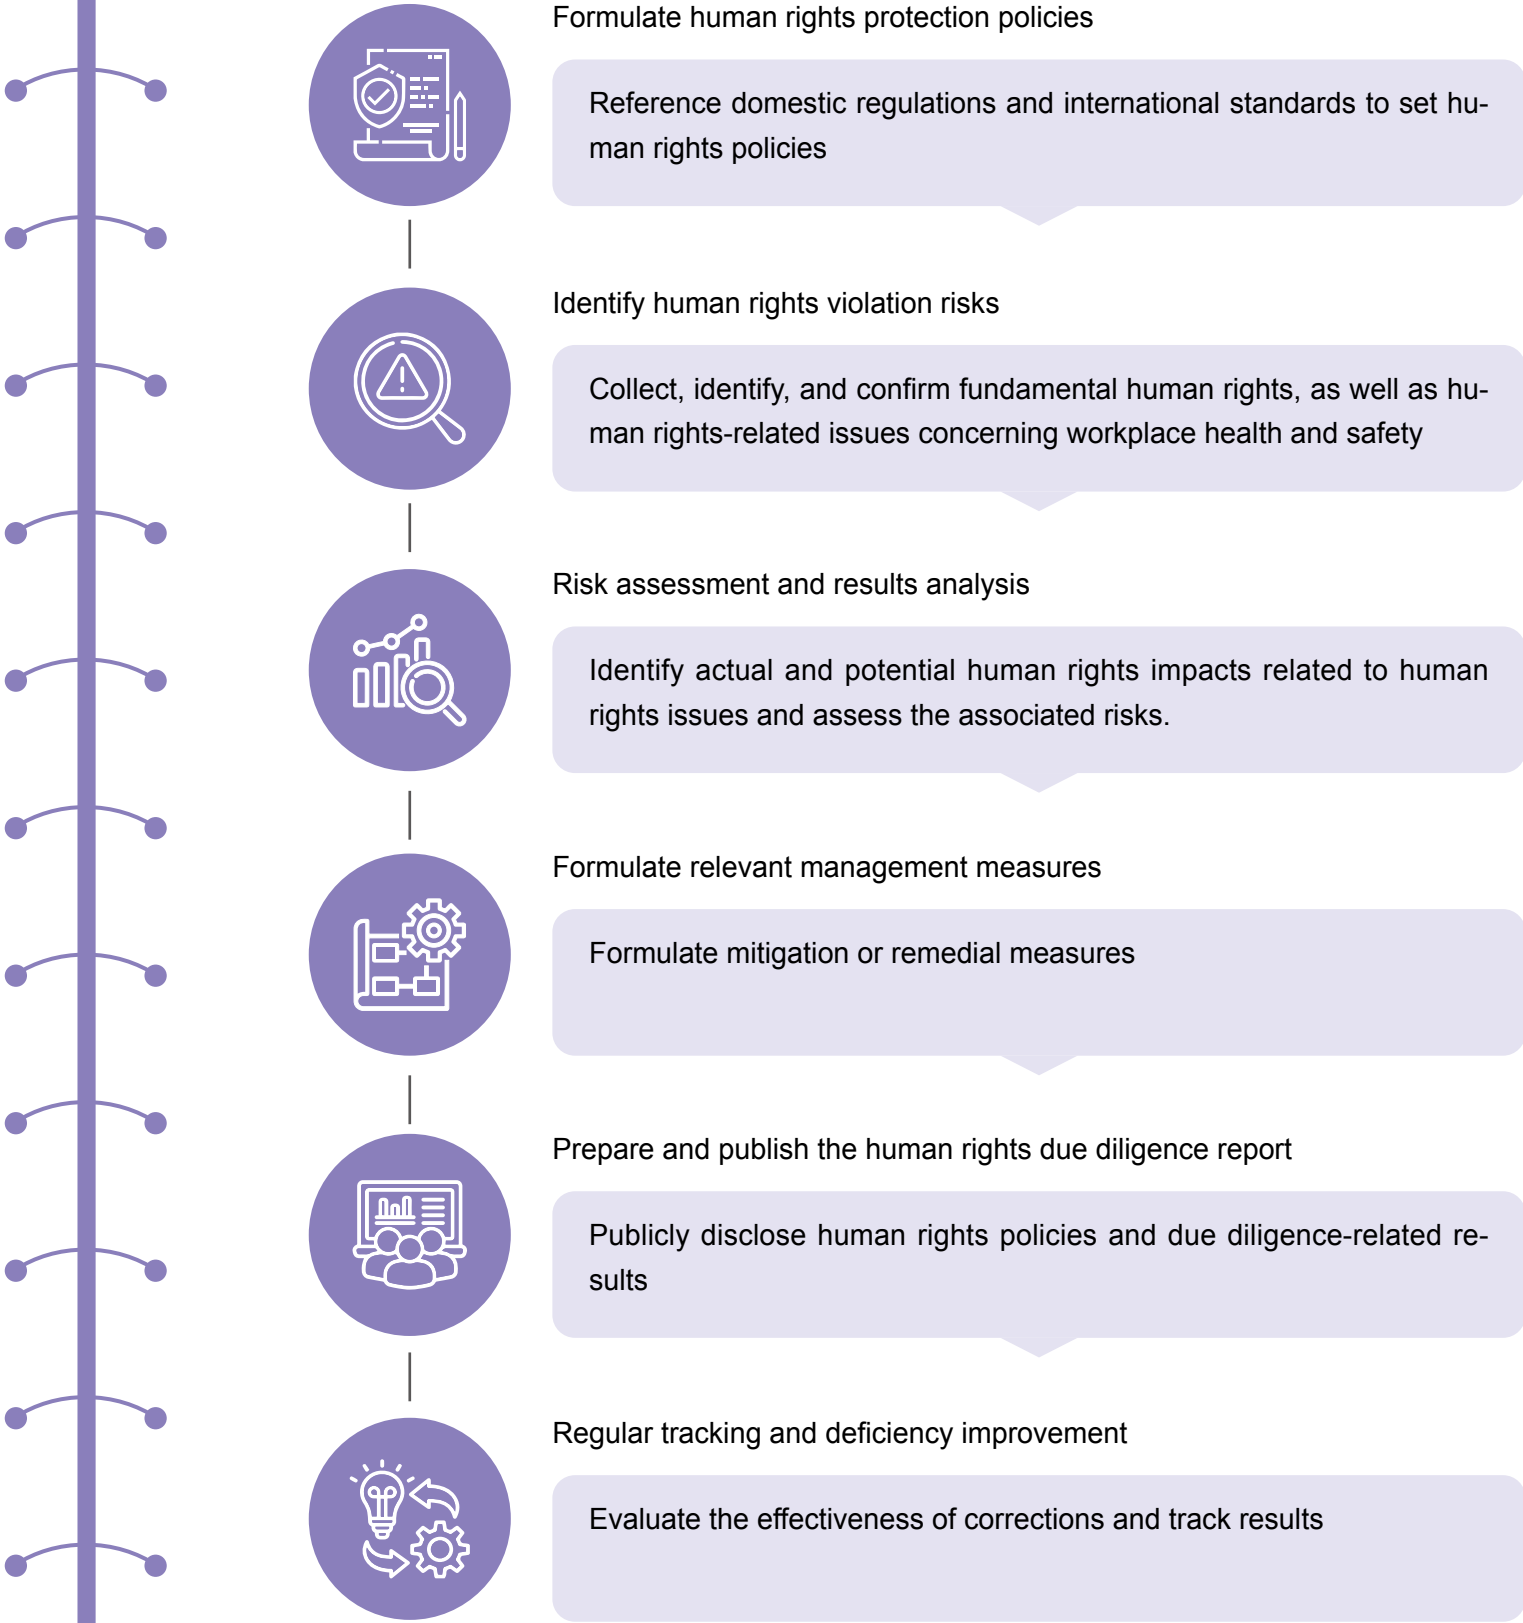 Formulate human rights protection policies
Reference domestic regulations and international standards to set hu-
man rights policies
Identify human rights violation risks
Collect, identify, and confirm fundamental human rights, as well as hu-
man rights-related issues concerning workplace health and safety
Risk assessment and results analysis
Identify actual and potential human rights impacts related to human
rights issues and assess the associated risks.
Formulate relevant management measures
Formulate mitigation or remedial measures
Prepare and publish the human rights due diligence report
Publicly disclose human rights policies and due diligence-related re-
sults
Regular tracking and deficiency improvement
Evaluate the effectiveness of corrections and track results